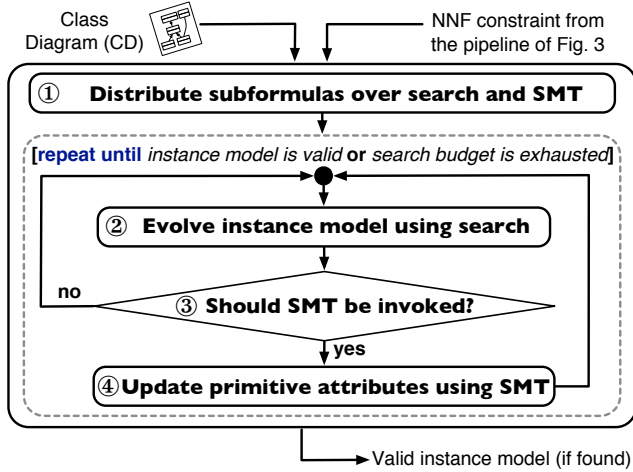 Class
Diagram (CD)
NNF constraint from
the pipeline of Fig. 3
① Distribute subformulas over search and SMT
[repeat until instance model is valid or search budget is exhausted]
② Evolve instance model using search
no
③ Should SMT be invoked?
yes
④ Update primitive attributes using SMT
Valid instance model (if found)